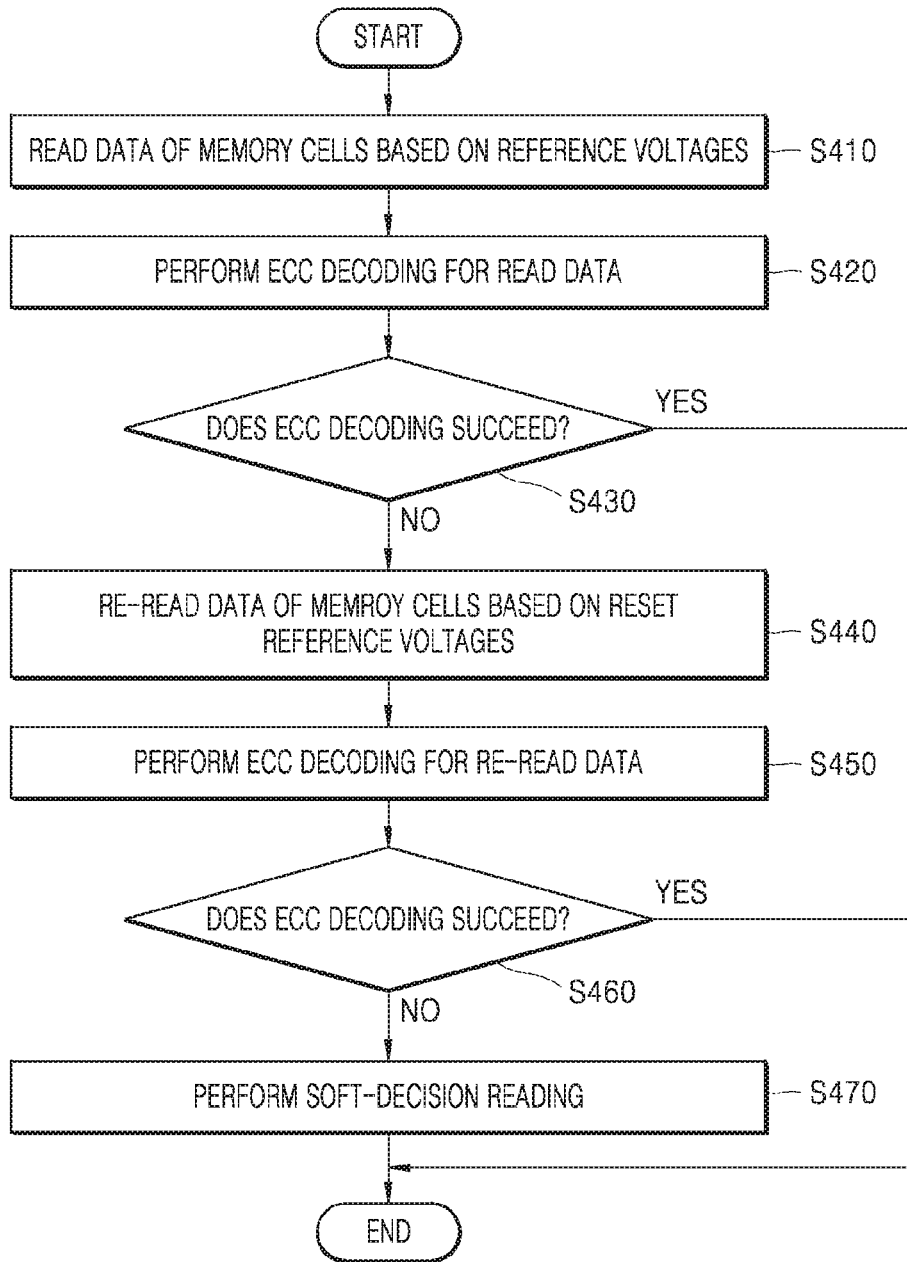 START
READ DATA OF MEMORY CELLS BASED ON REFERENCE VOLTAGES
S410
PERFORM ECC DECODING FOR READ DATA
S420
DOES ECC DECODING SUCCEED?
YES
S430
NO
RE-READ DATA OF MEMROY CELLS BASED ON RESET
REFERENCE VOLTAGES
S440
PERFORM ECC DECODING FOR RE-READ DATA
S450
DOES ECC DECODING SUCCEED?
YES
S460
NO
PERFORM SOFT-DECISION READING
S470
END